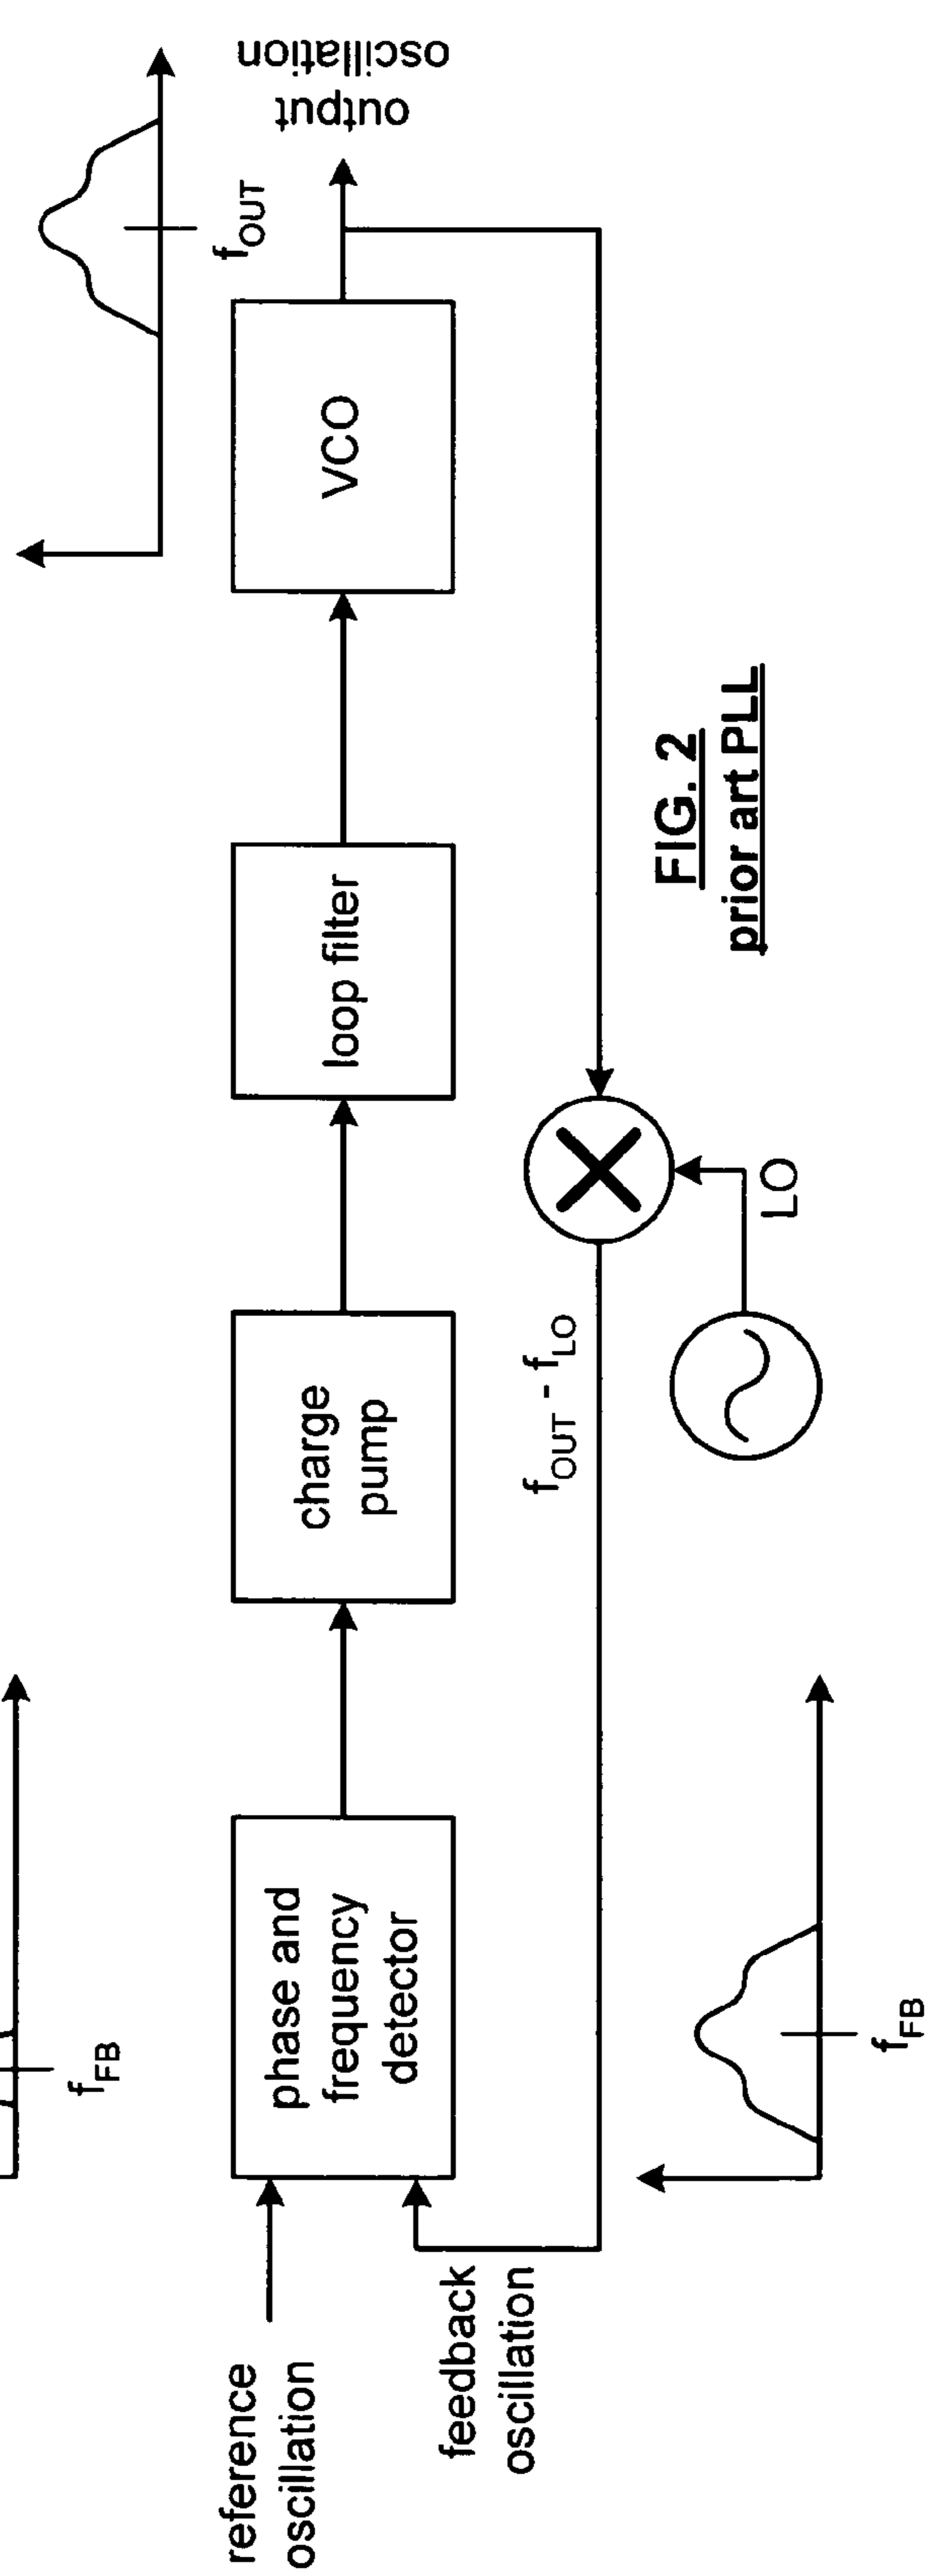 f_FB
f_OUT
reference
oscillation
phase and
frequency
detector
charge
pump
loop filter
VCO
output
oscillation
feedback
oscillation
f_OUT - f_LO
LO
FIG. 2
prior art PLL
f_FB